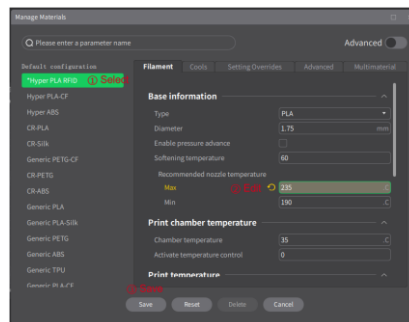 Manage Materials
Please enter a parameter name
Advanced
Default configuration
*Hyper PLA RFID
① Select
Hyper PLA-CF
Hyper ABS
CR-PLA
CR-Silk
Generic PETG-CF
CR-PETG
CR-ABS
Generic PLA
Generic PLA-Silk
Generic PETG
Generic ABS
Generic TPU
Generic PLA-CF
Filament
Cools
Setting Overrides
Advanced
Multimaterial
Base information
Type
PLA
Diameter
1.75
mm
Enable pressure advance
Softening temperature
60
Recommended nozzle temperature
Max
235
.C
Min
190
.C
Print chamber temperature
Chamber temperature
35
.C
Activate temperature control
0
Print temperature
Save
Reset
Delete
Cancel